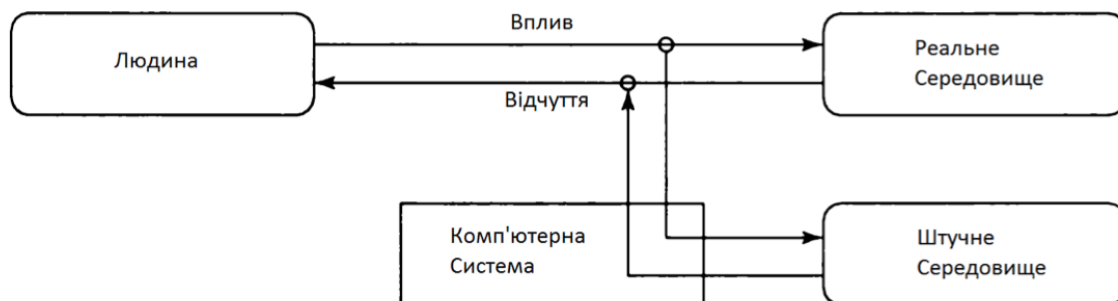 Вплив
Людина
Реальне
Середовище
Відчуття
Комп'ютерна
Система
Штучне
Середовище